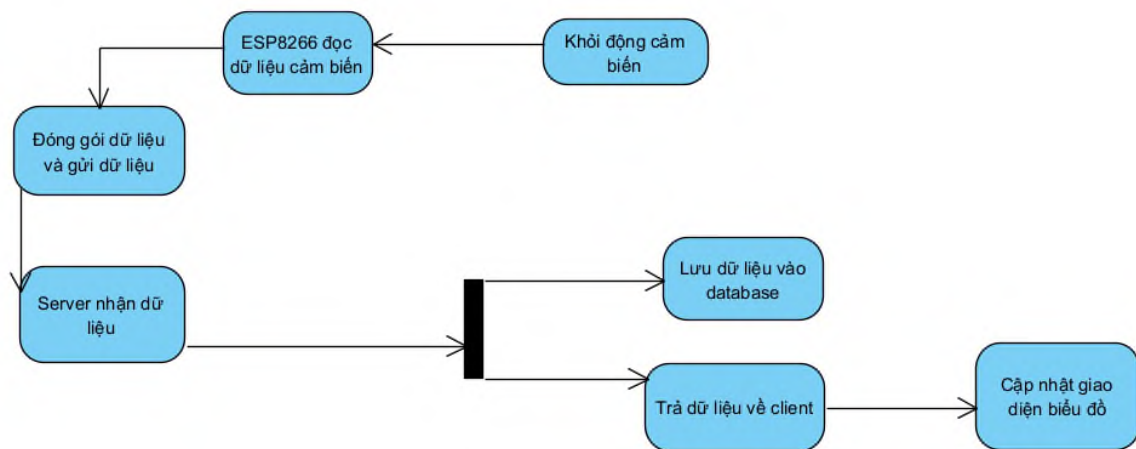 Khỏi động cảm
biến
ESP8266 đọc
dữ liệu cảm biến
Đóng gói dữ liệu
và gửi dữ liệu
Server nhận dữ
liệu
Lưu dữ liệu vào
database
Trả dữ liệu về client
Cập nhật giao
diện biểu đồ